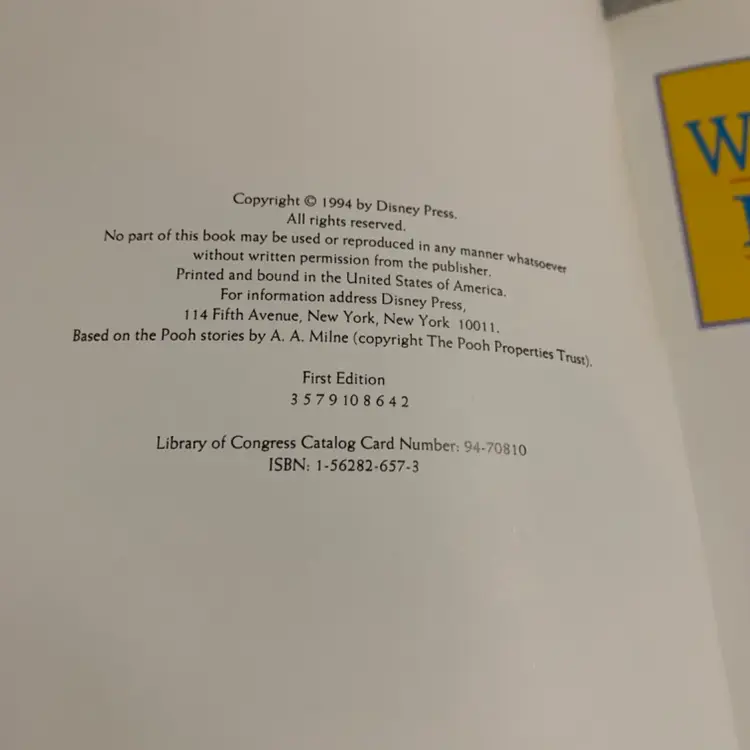 Copyright © 1994 by Disney Press.
All rights reserved.
No part of this book may be used or reproduced in any manner whatsoever
without written permission from the publisher.
Printed and bound in the United States of America.
For information address Disney Press,
114 Fifth Avenue, New York, New York 10011.
Based on the Pooh stories by A. A. Milne (copyright The Pooh Properties Trust).
First Edition
3 5 7 9 10 8 6 4 2
Library of Congress Catalog Card Number: 94-70810
ISBN: 1-56282-657-3
W